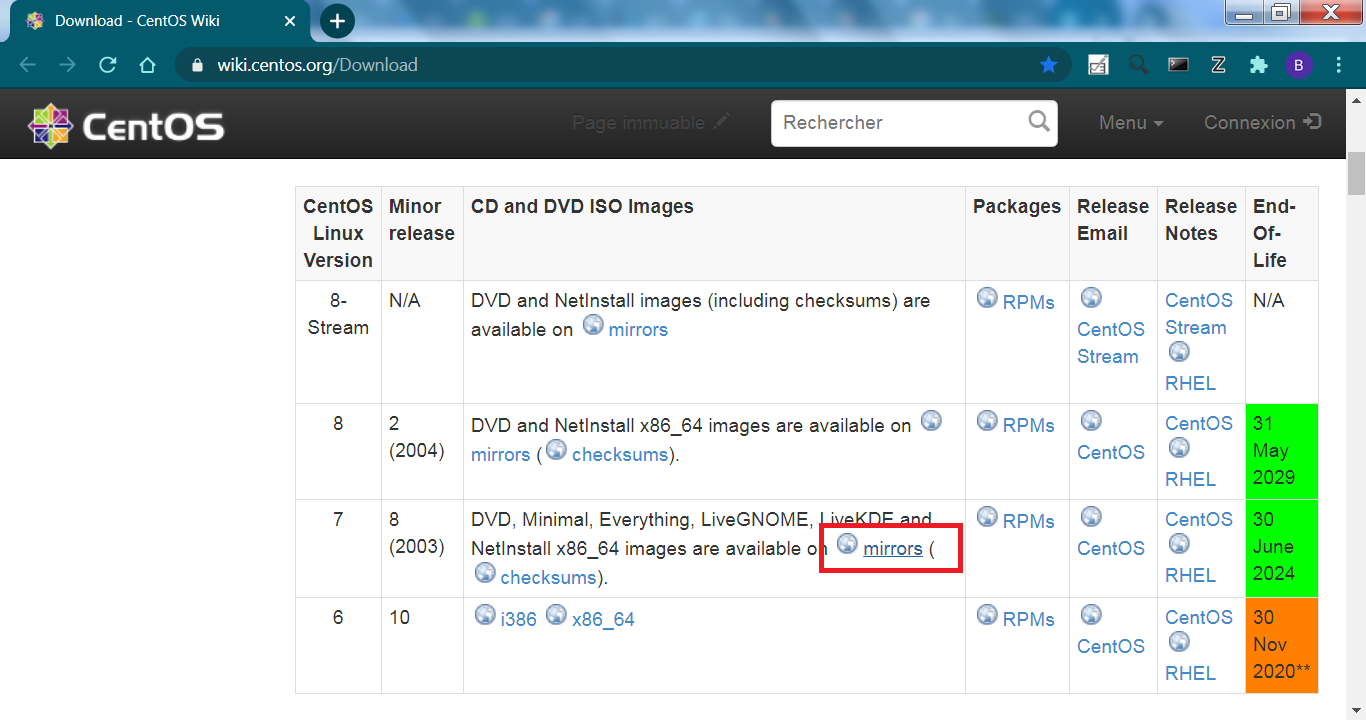 Download - CentOS Wiki
wiki.centos.org/Download
B
CentOS
Page immuable
Rechercher
Menu
Connexion
CentOS Linux Version
Minor release
CD and DVD ISO Images
Packages
Release Email
Release Notes
End-Of-Life
8-Stream
N/A
DVD and NetInstall images (including checksums) are
available on mirrors
RPMs
CentOS Stream
CentOS Stream
RHEL
N/A
8
2 (2004)
DVD and NetInstall x86_64 images are available on
mirrors ( checksums).
RPMs
CentOS
CentOS
RHEL
31 May 2029
7
8 (2003)
DVD, Minimal, Everything, LiveGNOME, LiveKDE and
NetInstall x86_64 images are available on mirrors (
checksums).
RPMs
CentOS
CentOS
RHEL
30 June 2024
6
10
i386 x86_64
RPMs
CentOS
CentOS
RHEL
30 Nov 2020**